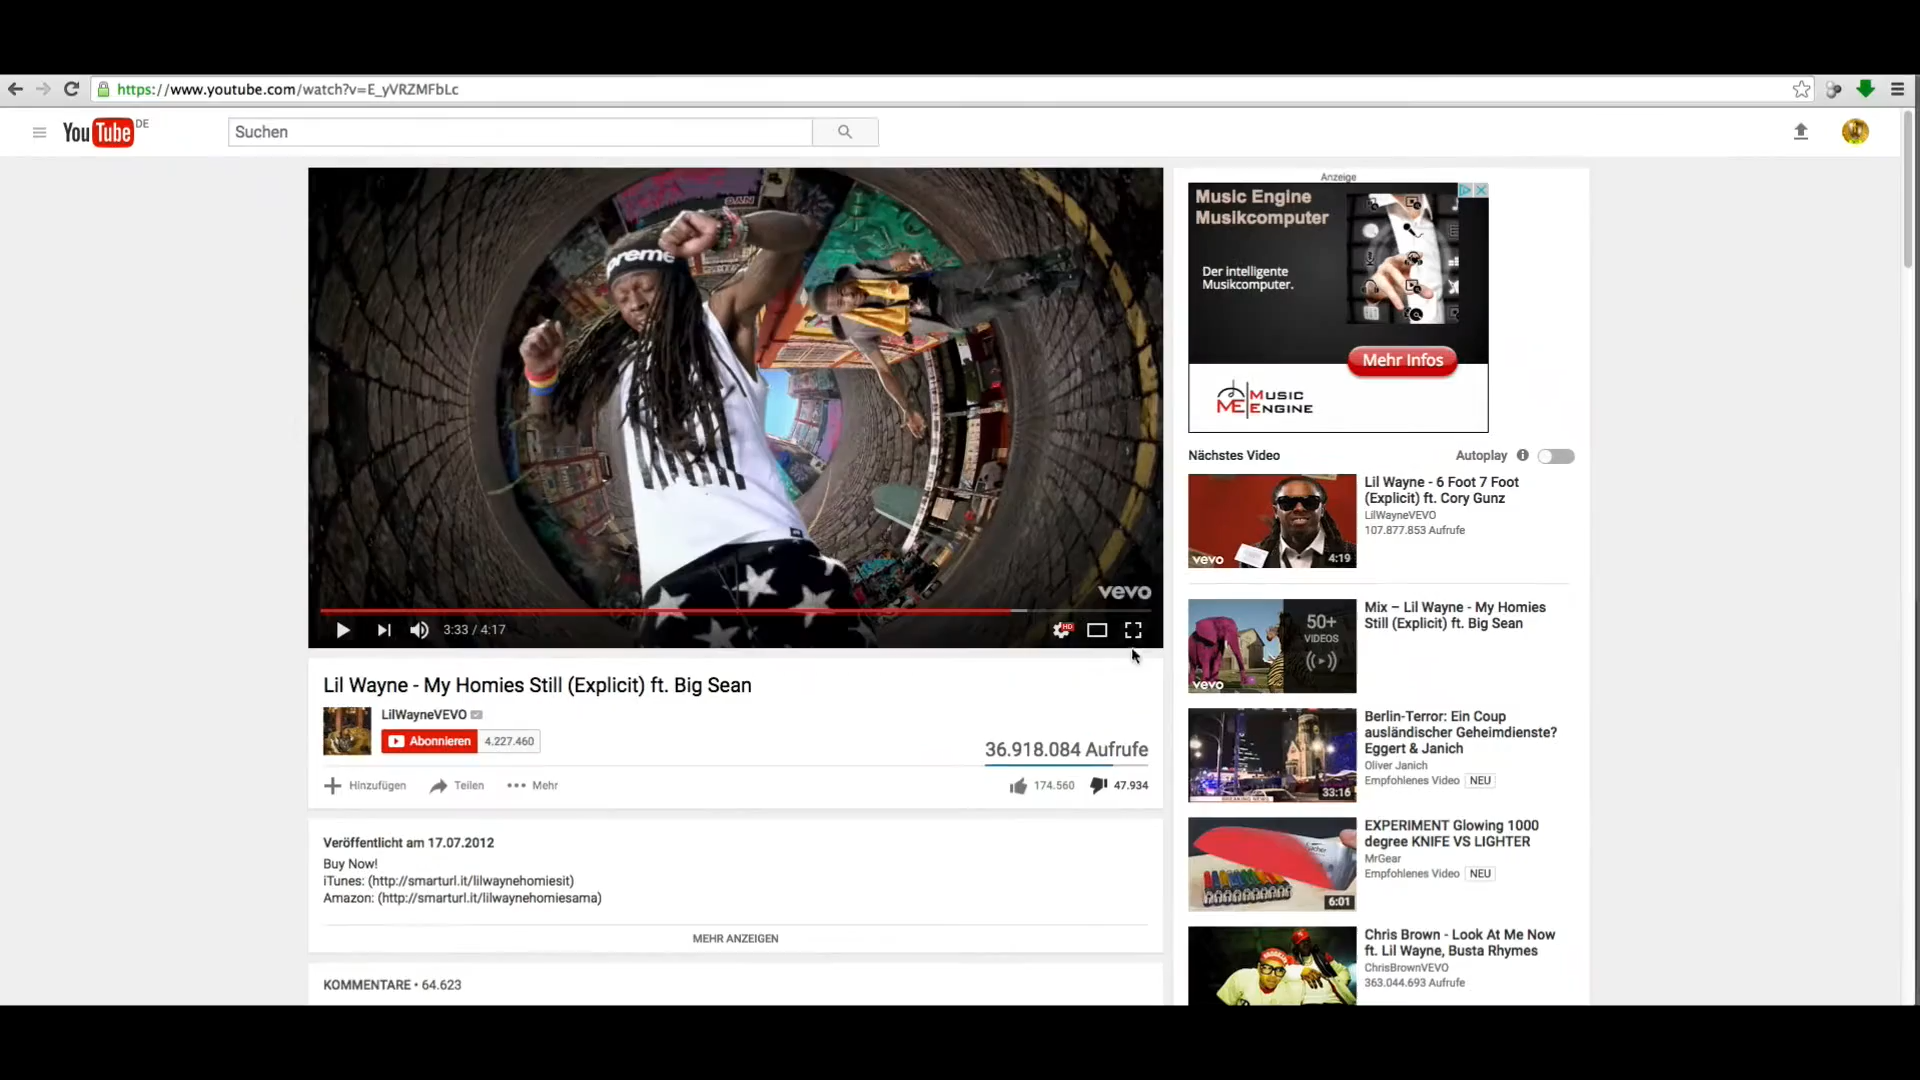 https://www.youtube.com/watch?v=E_yVRZMFbLc
YouTube DE
Suchen
preme
vevo
3:33 / 4:17
HD
Lil Wayne - My Homies Still (Explicit) ft. Big Sean
LilWayneVEVO
Abonnieren 4.227.460
36.918.084 Aufrufe
Hinzufügen Teilen Mehr
174.560 47.934
Veröffentlicht am 17.07.2012
Buy Now!
iTunes: (http://smarturl.it/lilwaynehomiesit)
Amazon: (http://smarturl.it/lilwaynehomiesama)
MEHR ANZEIGEN
KOMMENTARE • 64.623
Anzeige
Music Engine
Musikcomputer
Der intelligente
Musikcomputer.
Mehr Infos
MUSIC
ME ENGINE
Nächstes Video
Autoplay
Lil Wayne - 6 Foot 7 Foot
(Explicit) ft. Cory Gunz
LilWayneVEVO
107.877.853 Aufrufe
vevo
4:19
Mix – Lil Wayne - My Homies
Still (Explicit) ft. Big Sean
50+
VIDEOS
vevo
Berlin-Terror: Ein Coup
ausländischer Geheimdienste?
Eggert & Janich
Oliver Janich
Empfohlenes Video NEU
33:16
BREAKING NEWS
EXPERIMENT Glowing 1000
degree KNIFE VS LIGHTER
MrGear
Empfohlenes Video NEU
6:01
Chris Brown - Look At Me Now
ft. Lil Wayne, Busta Rhymes
ChrisBrownVEVO
363.044.693 Aufrufe